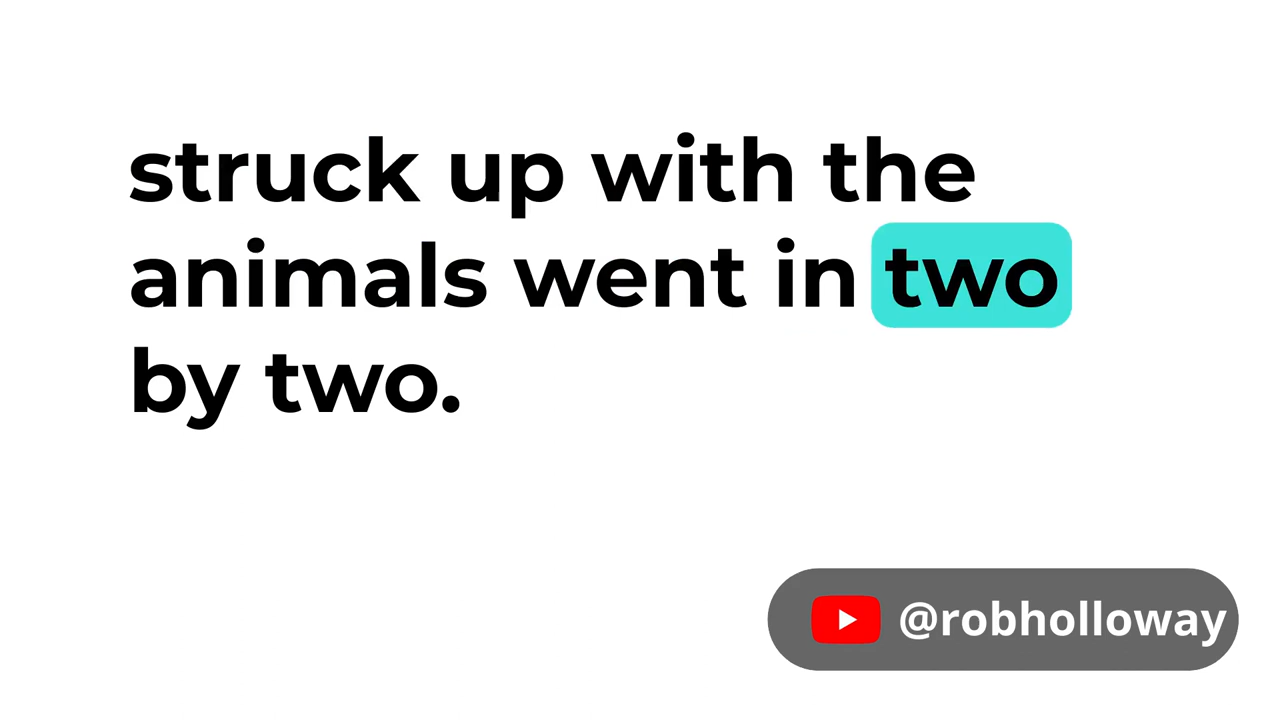 struck up with the
animals went in two
by two.
@robholloway